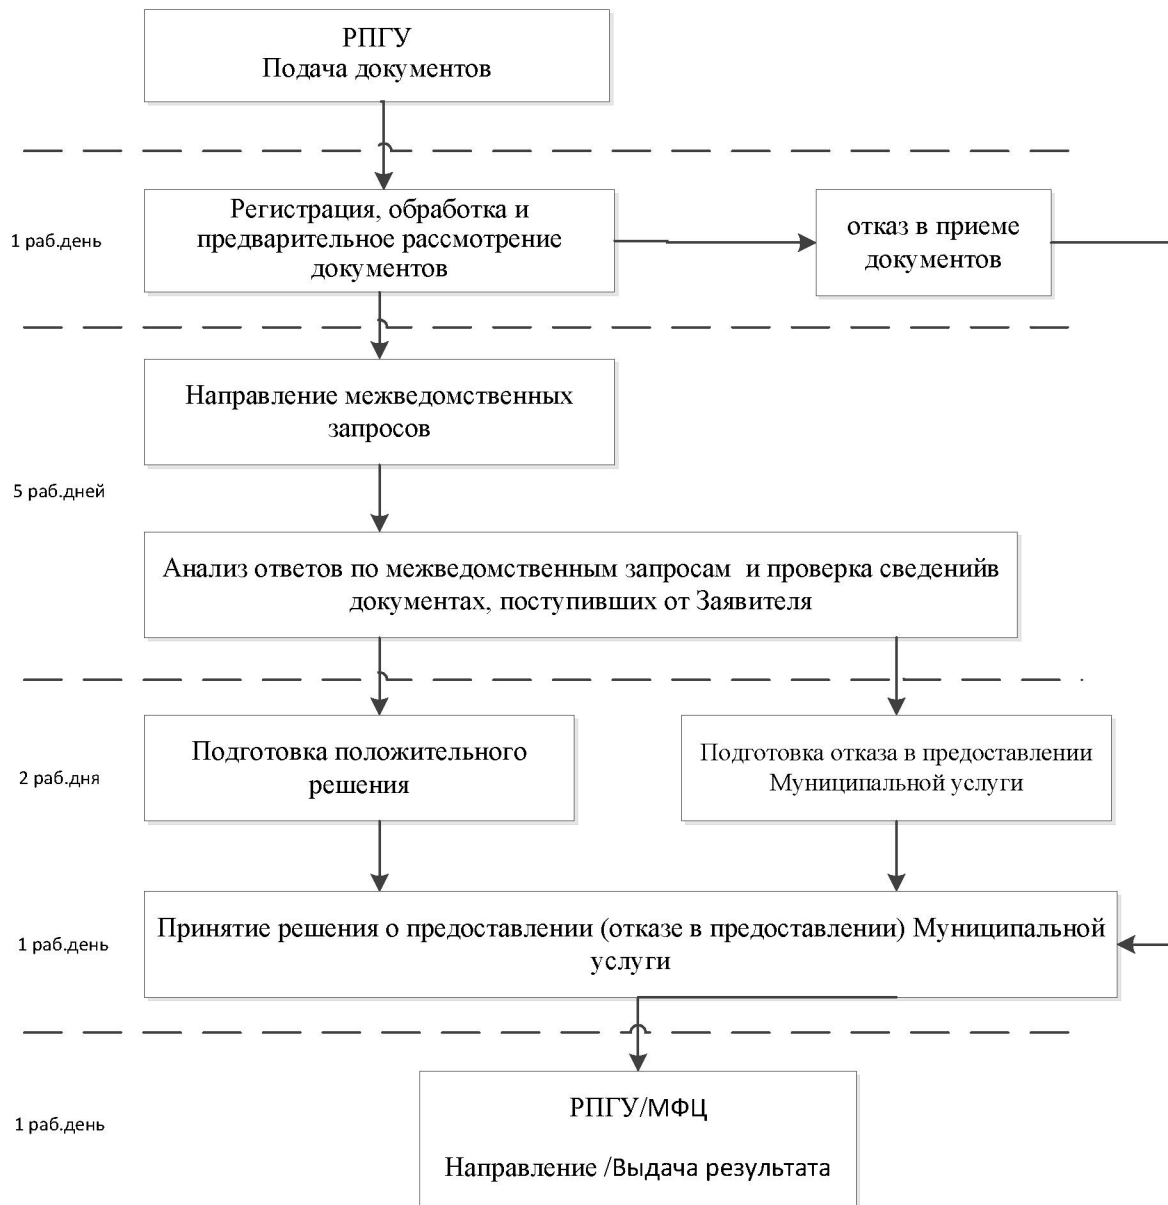 РПГУ
Подача документов
1 раб.день
Регистрация, обработка и
предварительное рассмотрение
документов
отказ в приеме
документов
Направление межведомственных
запросов
5 раб.дней
Анализ ответов по межведомственным запросам и проверка сведенийв
документах, поступивших от Заявителя
2 раб.дня
Подготовка положительного
решения
Подготовка отказа в предоставлении
Муниципальной услуги
1 раб.день
Принятие решения о предоставлении (отказе в предоставлении) Муниципальной
услуги
1 раб.день
РПГУ/МФЦ
Направление /Выдача результата